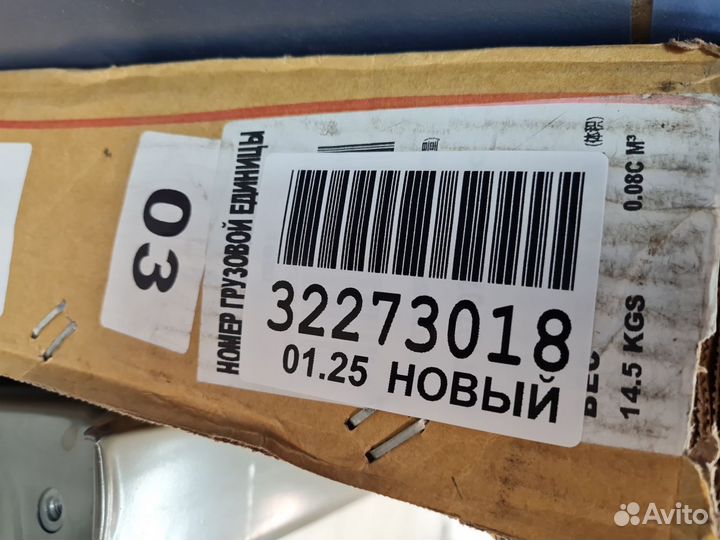 НОМЕР ГРУЗОВОЙ ЕДИНИЦЫ
03
32273018
01.25 НОВЫЙ
14.5 KGS
0.08C M³
Avito